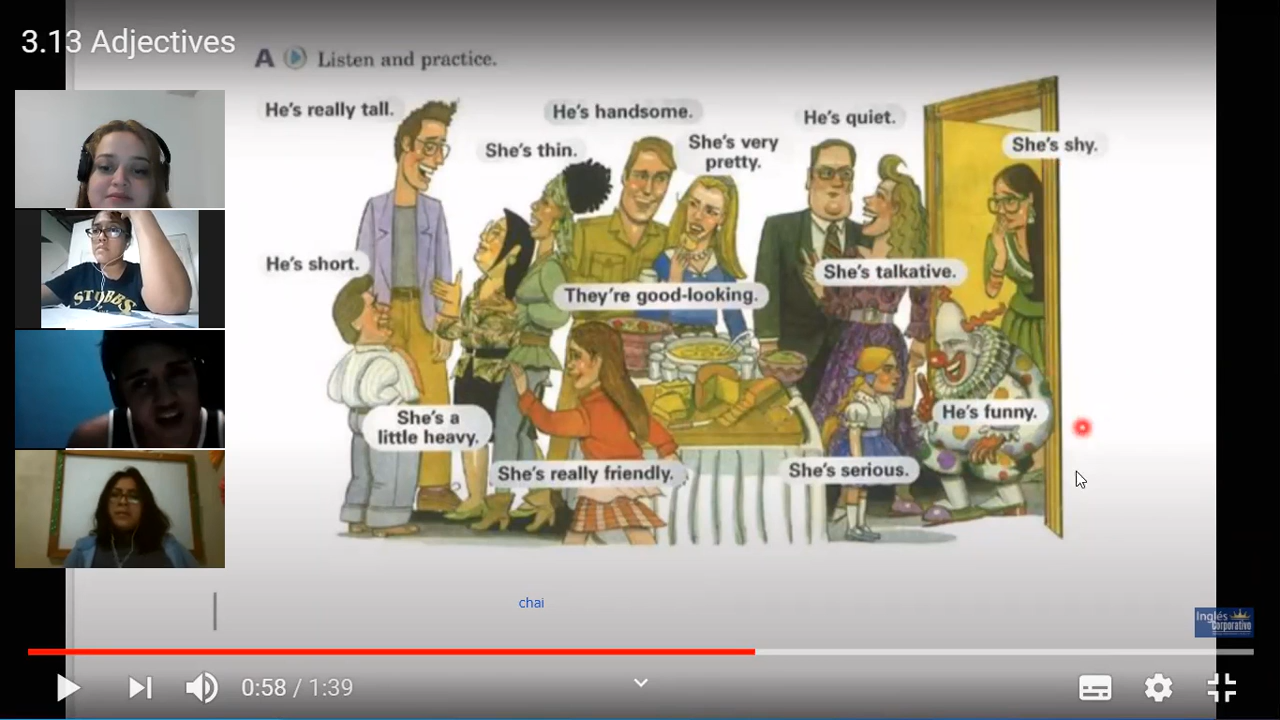 3.13 Adjectives
A Listen and practice.
He's really tall.
He's handsome.
He's quiet.
She's thin.
She's very
pretty.
She's shy.
He's short.
She's talkative.
They're good-looking.
She's a
little heavy.
He's funny.
She's really friendly.
She's serious.
STUBBS
chai
Inglés
Corporativo
0:58 / 1:39